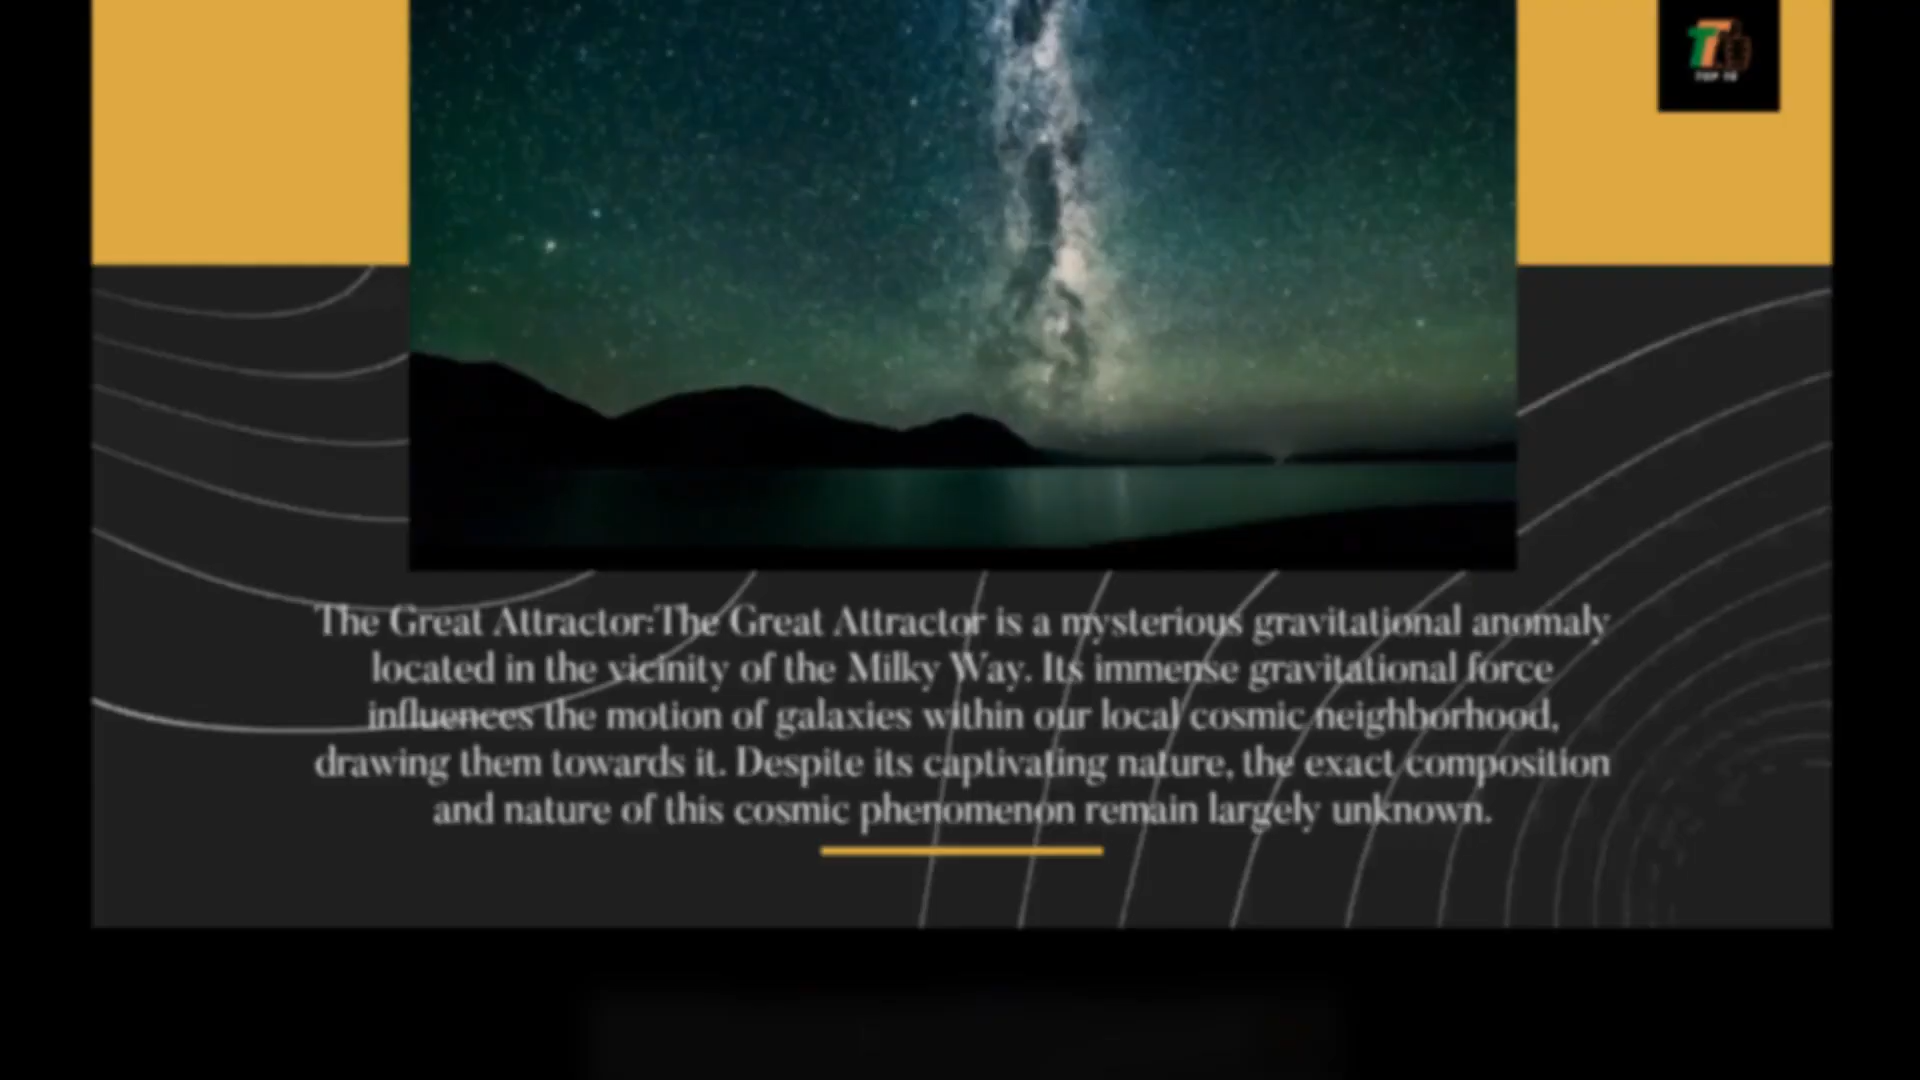 TOP 10
The Great Attractor:The Great Attractor is a mysterious gravitational anomaly
located in the vicinity of the Milky Way. Its immense gravitational force
influences the motion of galaxies within our local cosmic neighborhood,
drawing them towards it. Despite its captivating nature, the exact composition
and nature of this cosmic phenomenon remain largely unknown.